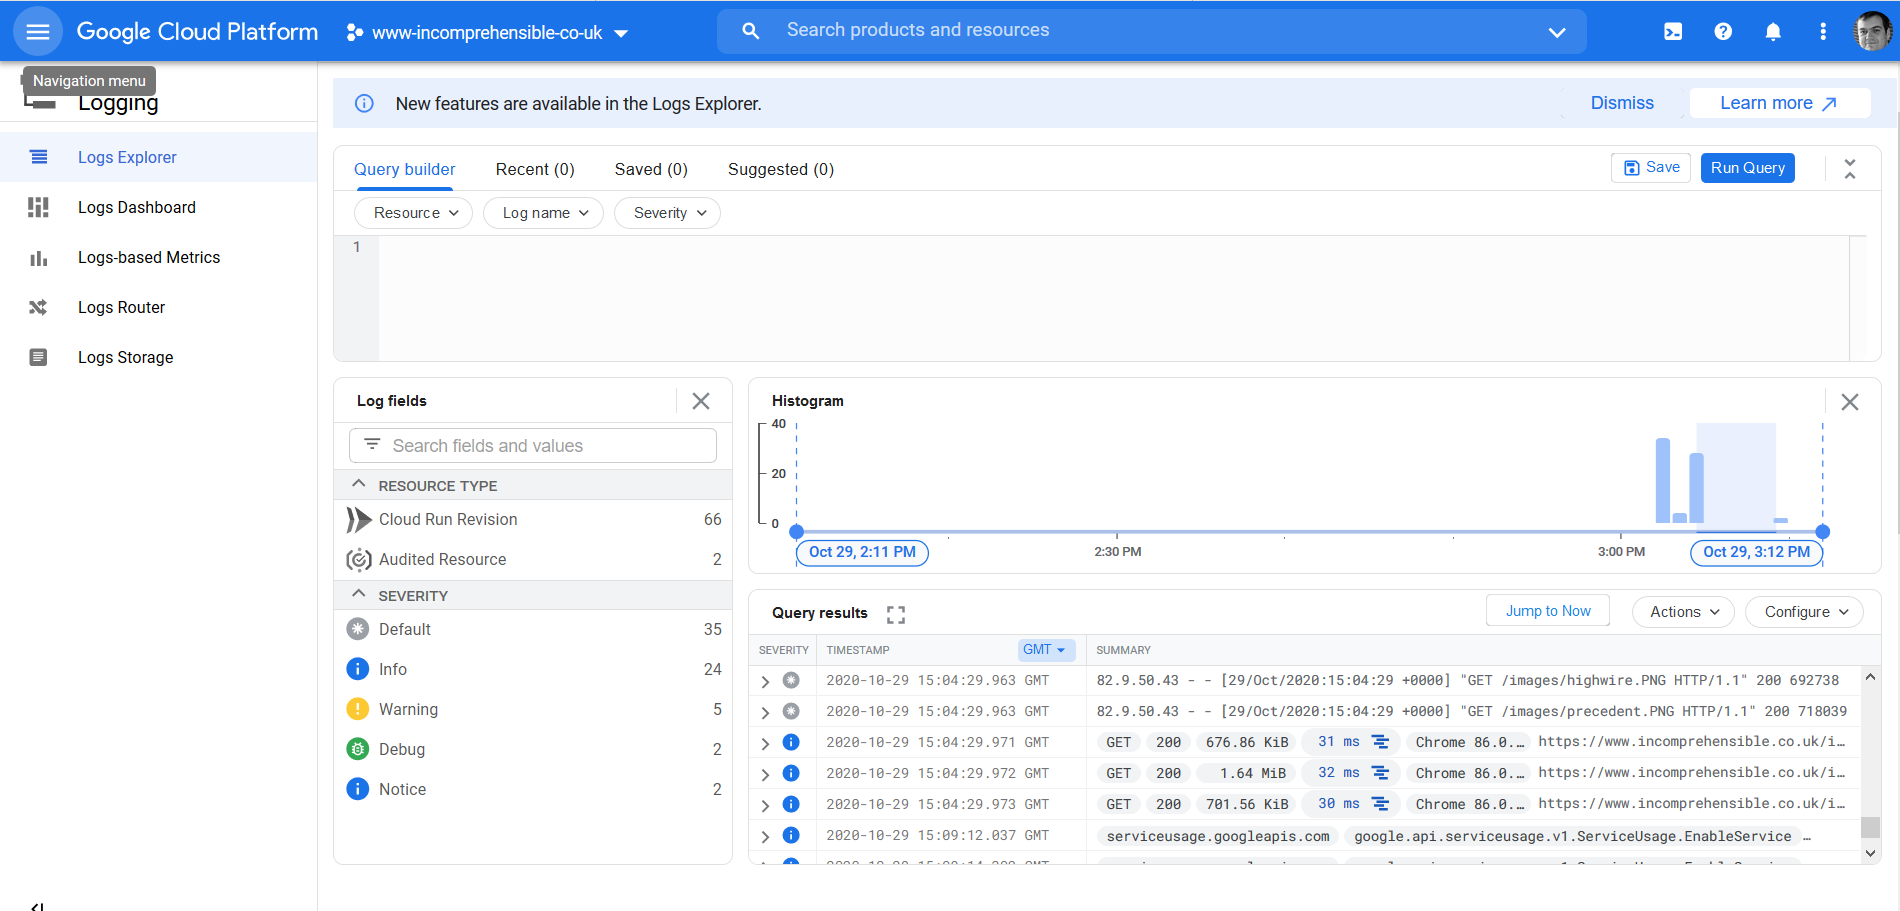 Google Cloud Platform
www-incomprehensible-co-uk
Search products and resources
Navigation menu
Logging
Logs Explorer
Logs Dashboard
Logs-based Metrics
Logs Router
Logs Storage
New features are available in the Logs Explorer.
Dismiss
Learn more
Query builder
Recent (0)
Saved (0)
Suggested (0)
Save
Run Query
Resource
Log name
Severity
1
Log fields
Search fields and values
RESOURCE TYPE
Cloud Run Revision 66
Audited Resource 2
SEVERITY
Default 35
Info 24
Warning 5
Debug 2
Notice 2
Histogram
40
20
0
Oct 29, 2:11 PM
2:30 PM
3:00 PM
Oct 29, 3:12 PM
Query results
Jump to Now
Actions
Configure
SEVERITY TIMESTAMP GMT SUMMARY
2020-10-29 15:04:29.963 GMT 82.9.50.43 - - [29/Oct/2020:15:04:29 +0000] "GET /images/highwire.PNG HTTP/1.1" 200 692738
2020-10-29 15:04:29.963 GMT 82.9.50.43 - - [29/Oct/2020:15:04:29 +0000] "GET /images/precedent.PNG HTTP/1.1" 200 718039
2020-10-29 15:04:29.971 GMT GET 200 676.86 KiB 31 ms Chrome 86.0.… https://www.incomprehensible.co.uk/i…
2020-10-29 15:04:29.972 GMT GET 200 1.64 MiB 32 ms Chrome 86.0.… https://www.incomprehensible.co.uk/i…
2020-10-29 15:04:29.973 GMT GET 200 701.56 KiB 30 ms Chrome 86.0.… https://www.incomprehensible.co.uk/i…
2020-10-29 15:09:12.037 GMT serviceusage.googleapis.com google.api.serviceusage.v1.ServiceUsage.EnableService …